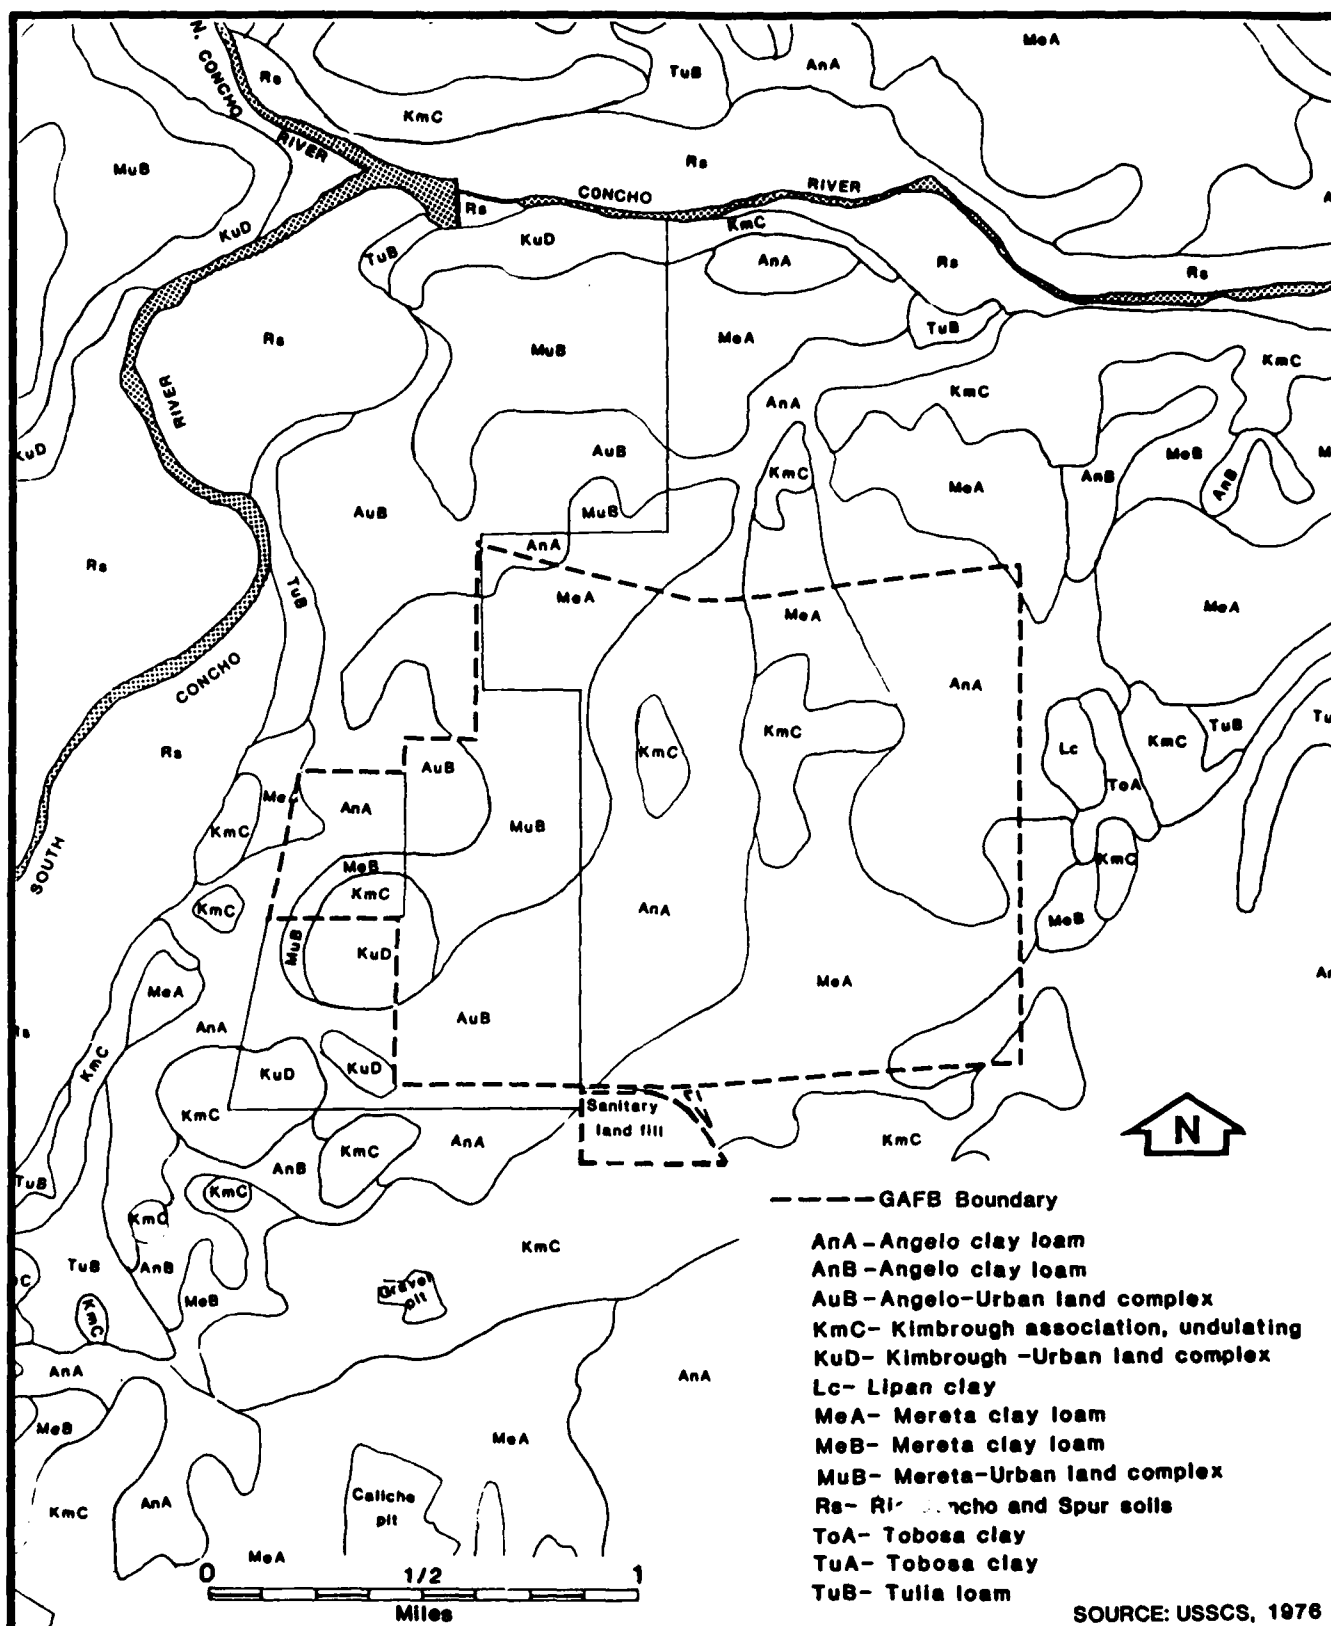 MeA
AnA
TuB
Rs
KmC
N. CONCHO
RIVER
MuB
Rs
CONCHO
RIVER
Rs
KuD
KuD
TuB
KmC
AnA
Rs
Rs
TuB
Rs
MuB
MeA
KmC
KmC
RIVER
AnA
KuD
AuB
KmC
MeA
AnB
MeB
AnB
AuB
MuB
AnA
Rs
TuB
MeA
MeA
MeA
CONCHO
AnA
Rs
KmC
KmC
Lc
KmC
TuB
ToA
AuB
Me
AnA
KmC
MuB
SOUTH
MeB
KmC
KmC
KmC
AnA
MeB
MuB
KuD
MeA
MeA
AnA
AuB
Rs
KmC
KuD
KuD
KmC
Sanitary
land fill
AnA
KmC
KmC
N
AnB
TuB
KmC
KmC
GAFB Boundary
KmC
TuB
AnB
MeB
Gravel
pit
KmC
AnA
AnA
MeB
MeA
Caliche
pit
KmC
AnA
MeA
AnA-Angelo clay loam
AnB-Angelo clay loam
AuB-Angelo-Urban land complex
KmC- Kimbrough association, undulating
KuD- Kimbrough -Urban land complex
Lc- Lipan clay
MeA- Mereta clay loam
MeB- Mereta clay loam
MuB- Mereta-Urban land complex
Rs- and Spur soils
ToA- Tobosa clay
TuA- Tobosa clay
TuB- Tulia loam
0 1/2 1
Miles
SOURCE: USSCS, 1976